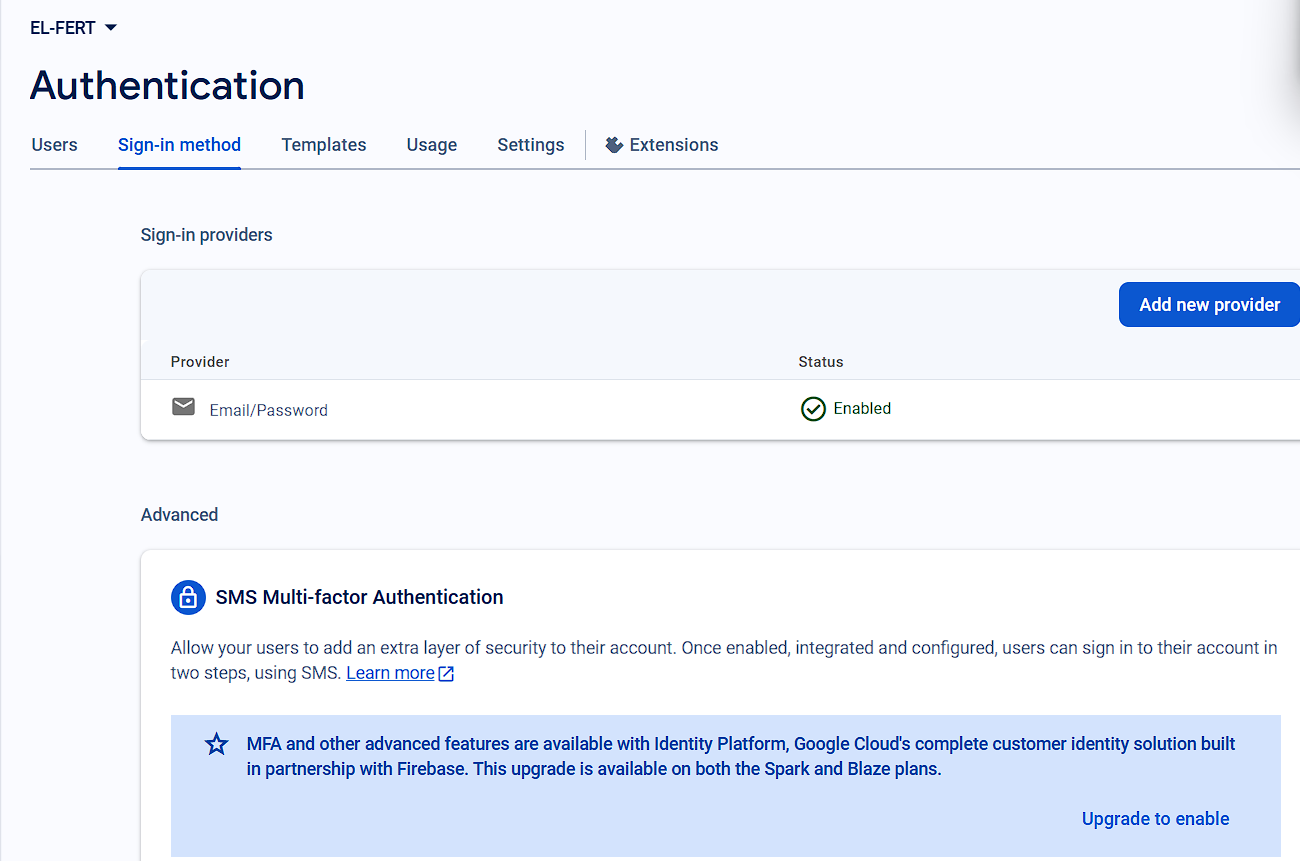 EL-FERT
Authentication
Users Sign-in method Templates Usage Settings Extensions
Sign-in providers
Add new provider
Provider Status
Email/Password Enabled
Advanced
SMS Multi-factor Authentication
Allow your users to add an extra layer of security to their account. Once enabled, integrated and configured, users can sign in to their account in
two steps, using SMS. Learn more
MFA and other advanced features are available with Identity Platform, Google Cloud's complete customer identity solution built
in partnership with Firebase. This upgrade is available on both the Spark and Blaze plans.
Upgrade to enable